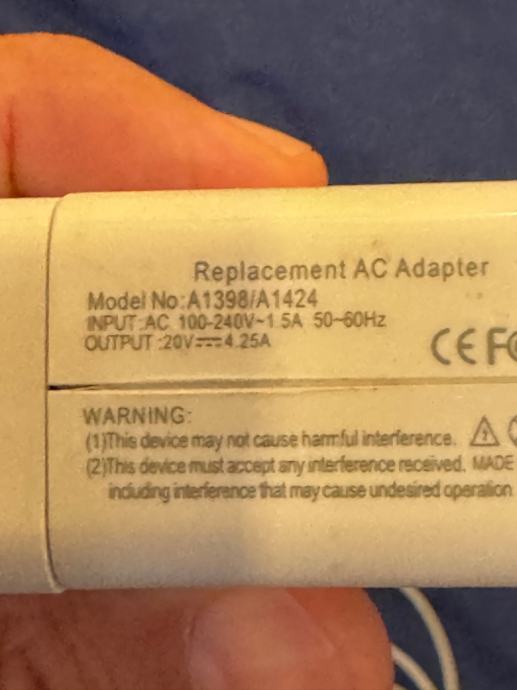 Replacement AC Adapter
Model No:A1398/A1424
INPUT:AC 100-240V~1.5A 50~60Hz
OUTPUT:20V⎓4.25A
CE FC
WARNING:
(1)This device may not cause harmful interference.
(2)This device must accept any interference received, MADE
including interference that may cause undesired operation